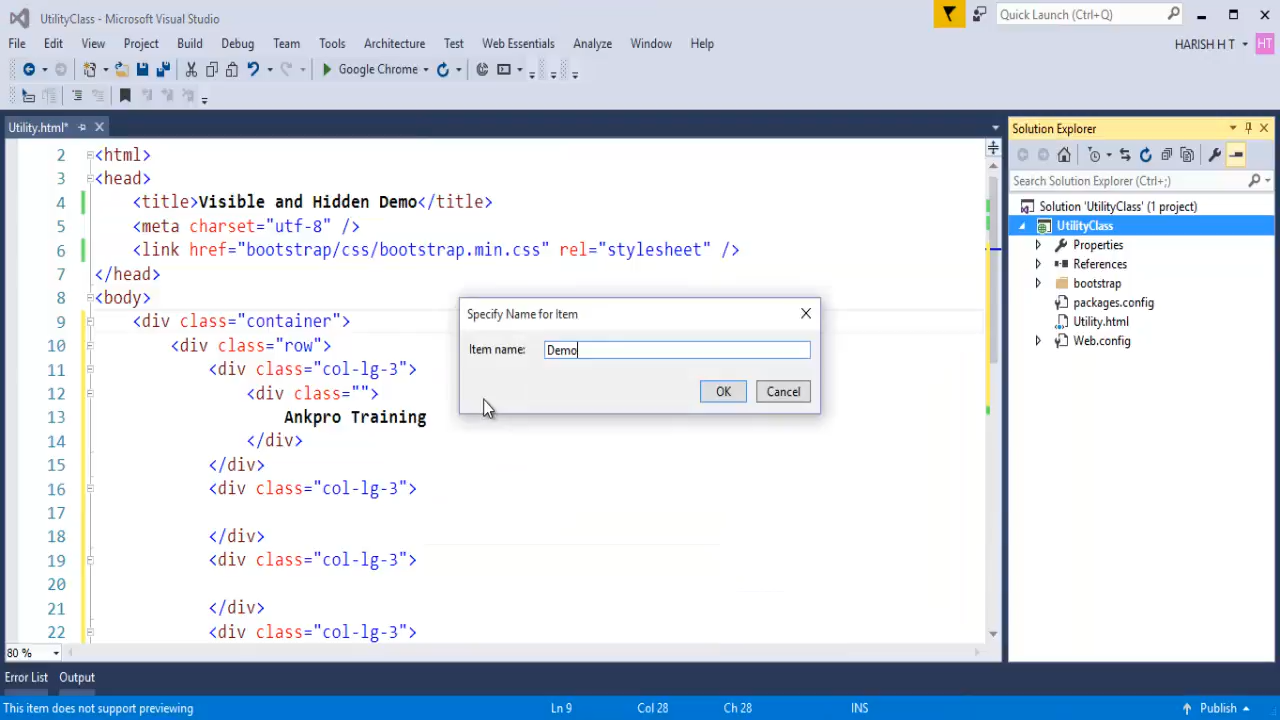 UtilityClass - Microsoft Visual Studio
Quick Launch (Ctrl+Q)
File Edit View Project Build Debug Team Tools Architecture Test Web Essentials Analyze Window Help
HARISH H T HT
Google Chrome
Utility.html*
2 <html>
3 <head>
4 <title>Visible and Hidden Demo</title>
5 <meta charset="utf-8" />
6 <link href="bootstrap/css/bootstrap.min.css" rel="stylesheet" />
7 </head>
8 <body>
9 <div class="container">
10 <div class="row">
11 <div class="col-lg-3">
12 <div class="">
13 Ankpro Training
14 </div>
15 </div>
16 <div class="col-lg-3">
17
18 </div>
19 <div class="col-lg-3">
20
21 </div>
22 <div class="col-lg-3">
80 %
Specify Name for Item
Item name: Demo
OK Cancel
Solution Explorer
Search Solution Explorer (Ctrl+;)
Solution 'UtilityClass' (1 project)
UtilityClass
Properties
References
bootstrap
packages.config
Utility.html
Web.config
Error List Output
This item does not support previewing Ln 9 Col 28 Ch 28 INS Publish